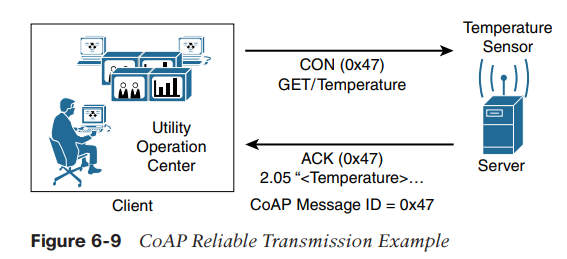 Temperature
Sensor
CON (0x47)
GET/Temperature
Utility
Operation
Center
ACK (0x47)
2.05 “<Temperature>…
Server
Client
CoAP Message ID = 0x47
Figure 6-9 CoAP Reliable Transmission Example